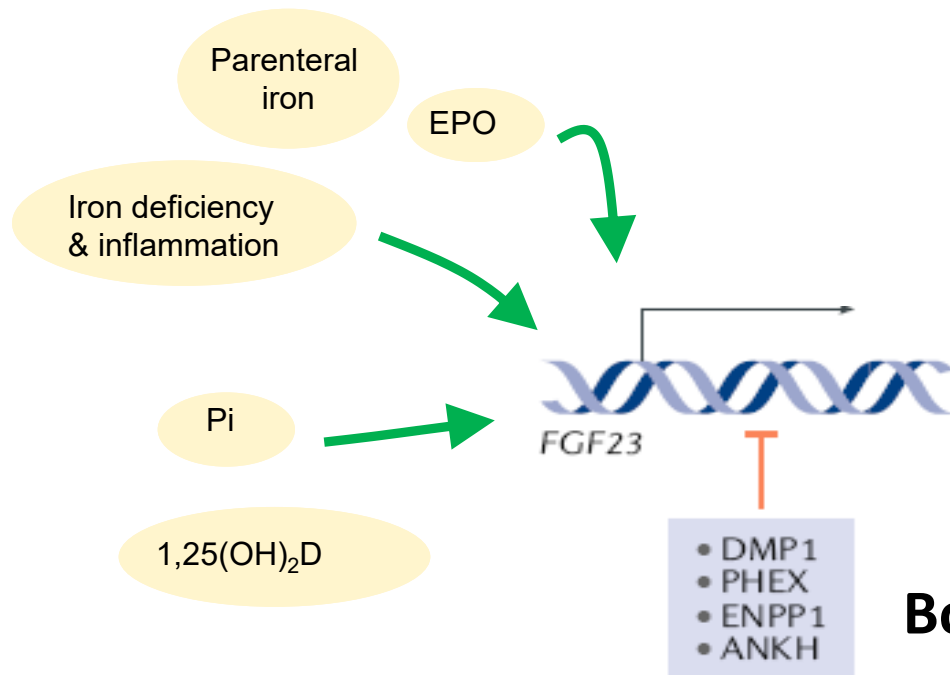 Parenteral
iron
EPO
Iron deficiency
& inflammation
Pi
1,25(OH)₂D
FGF23
• DMP1
• PHEX
• ENPP1
• ANKH